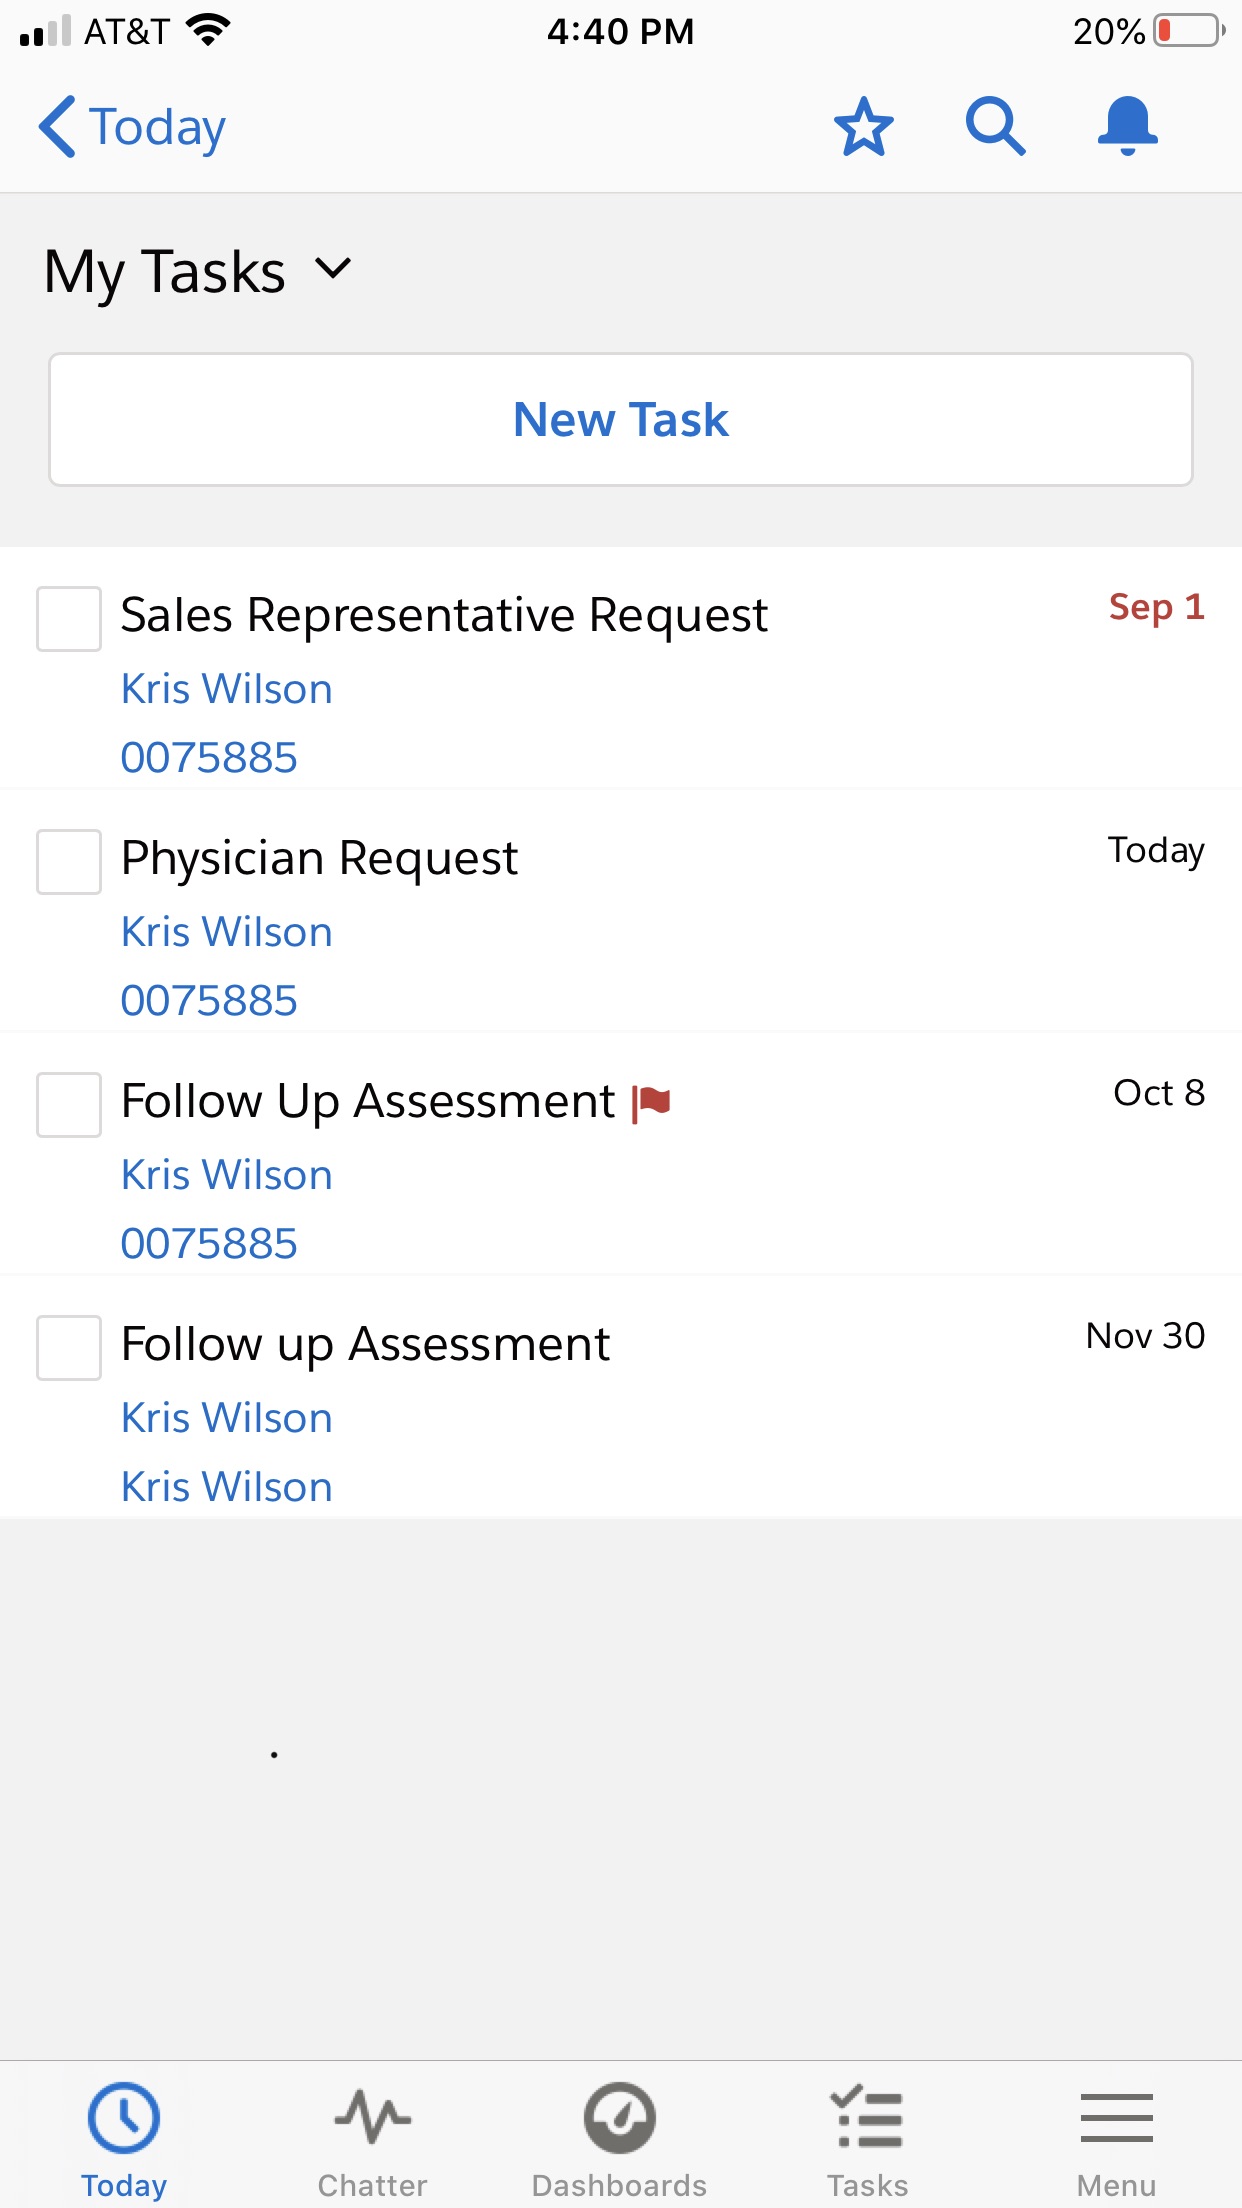 AT&T 4:40 PM 20%
Today
My Tasks
New Task
Sales Representative Request Sep 1
Kris Wilson
0075885
Physician Request Today
Kris Wilson
0075885
Follow Up Assessment Oct 8
Kris Wilson
0075885
Follow up Assessment Nov 30
Kris Wilson
Kris Wilson
Today Chatter Dashboards Tasks Menu